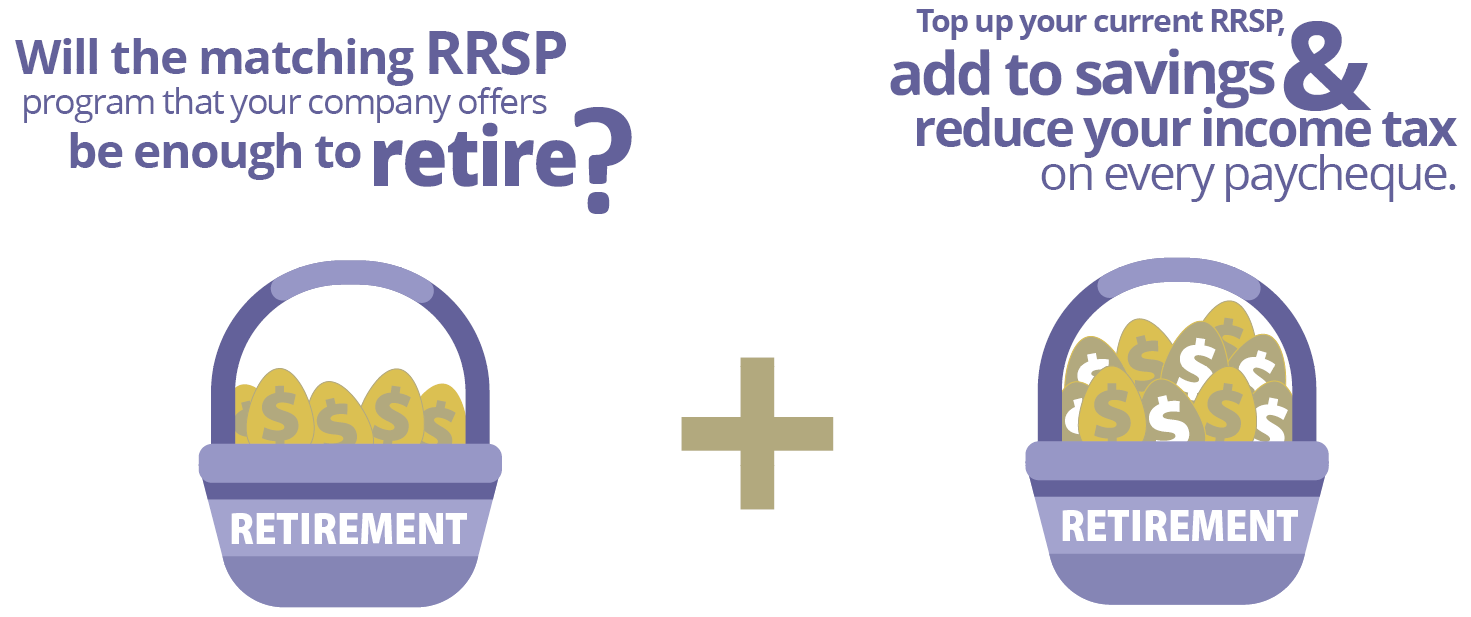 Will the matching RRSP
program that your company offers
be enough to retire?
Top up your current RRSP,
add to savings &
reduce your income tax
on every paycheque.
$ $ $ $ $
RETIREMENT
$ $ $ $ $ $ $ $ $ $
RETIREMENT